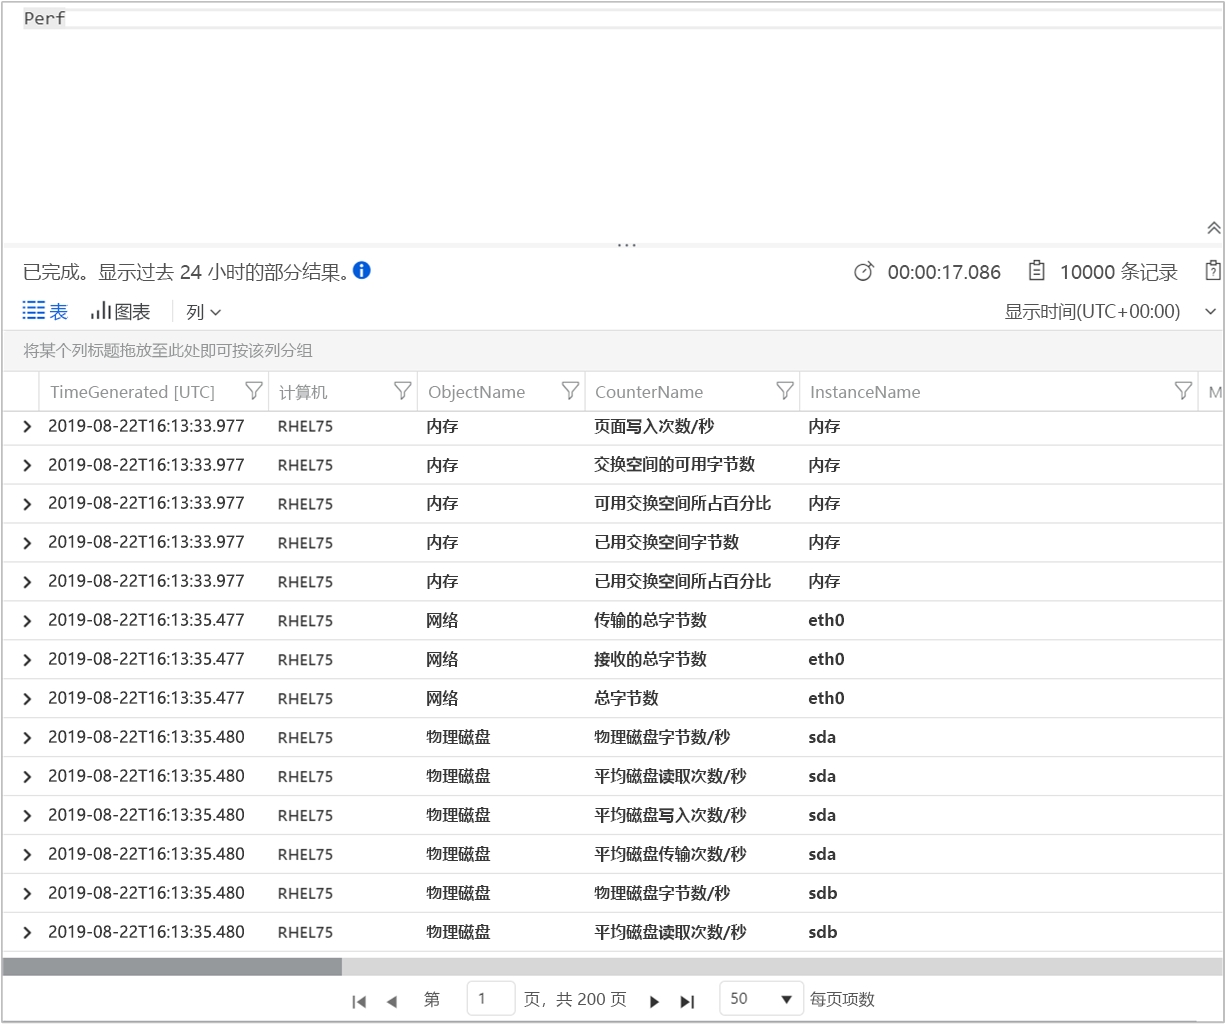 Perf
已完成。显示过去 24 小时的部分结果。
00:00:17.086 10000 条记录
表 图表 列 显示时间(UTC+00:00)
将某个列标题拖放至此处即可按该列分组
TimeGenerated [UTC] 计算机 ObjectName CounterName InstanceName M
2019-08-22T16:13:33.977 RHEL75 内存 页面写入次数/秒 内存
2019-08-22T16:13:33.977 RHEL75 内存 交换空间的可用字节数 内存
2019-08-22T16:13:33.977 RHEL75 内存 可用交换空间所占百分比 内存
2019-08-22T16:13:33.977 RHEL75 内存 已用交换空间字节数 内存
2019-08-22T16:13:33.977 RHEL75 内存 已用交换空间所占百分比 内存
2019-08-22T16:13:35.477 RHEL75 网络 传输的总字节数 eth0
2019-08-22T16:13:35.477 RHEL75 网络 接收的总字节数 eth0
2019-08-22T16:13:35.477 RHEL75 网络 总字节数 eth0
2019-08-22T16:13:35.480 RHEL75 物理磁盘 物理磁盘字节数/秒 sda
2019-08-22T16:13:35.480 RHEL75 物理磁盘 平均磁盘读取次数/秒 sda
2019-08-22T16:13:35.480 RHEL75 物理磁盘 平均磁盘写入次数/秒 sda
2019-08-22T16:13:35.480 RHEL75 物理磁盘 平均磁盘传输次数/秒 sda
2019-08-22T16:13:35.480 RHEL75 物理磁盘 物理磁盘字节数/秒 sdb
2019-08-22T16:13:35.480 RHEL75 物理磁盘 平均磁盘读取次数/秒 sdb
第 1 页，共 200 页 50 每页项数